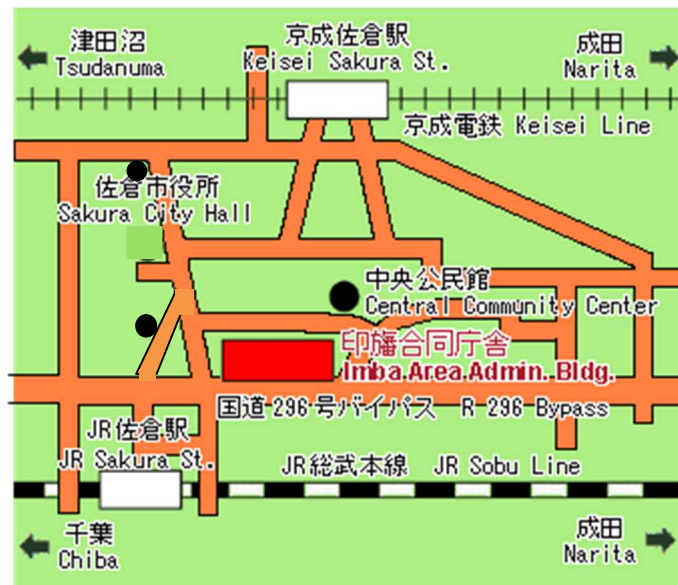 津田沼
Tsudanuma
京成佐倉駅
Keisei Sakura St.
成田
Narita
京成電鉄 Keisei Line
佐倉市役所
Sakura City Hall
中央公民館
Central Community Center
印旛合同庁舎
Imba Area Admin. Bldg.
国道296号バイパス R 296 Bypass
JR佐倉駅
JR Sakura St.
JR総武本線 JR Sobu Line
千葉
Chiba
成田
Narita